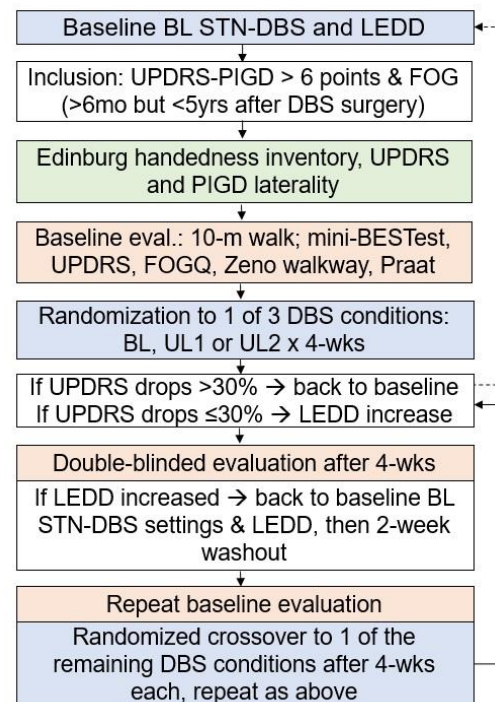 Baseline BL STN-DBS and LEDD
Inclusion: UPDRS-PIGD > 6 points & FOG
(>6mo but <5yrs after DBS surgery)
Edinburg handedness inventory, UPDRS
and PIGD laterality
Baseline eval.: 10-m walk; mini-BESTest,
UPDRS, FOGQ, Zeno walkway, Praat
Randomization to 1 of 3 DBS conditions:
BL, UL1 or UL2 x 4-wks
If UPDRS drops >30% → back to baseline
If UPDRS drops ≤30% → LEDD increase
Double-blinded evaluation after 4-wks
If LEDD increased → back to baseline BL
STN-DBS settings & LEDD, then 2-week
washout
Repeat baseline evaluation
Randomized crossover to 1 of the
remaining DBS conditions after 4-wks
each, repeat as above